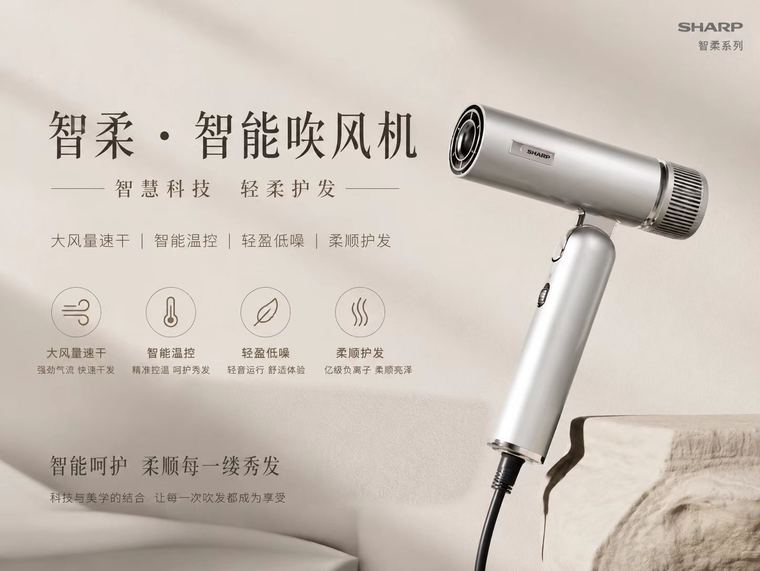 SHARP
智柔系列
智柔·智能吹风机
智慧科技 轻柔护发
大风量速干 | 智能温控 | 轻盈低噪 | 柔顺护发
大风量速干 智能温控 轻盈低噪 柔顺护发
强劲气流 快速干发 精准控温 呵护秀发 轻音运行 舒适体验 亿级负离子 柔顺亮泽
SHARP
智能呵护 柔顺每一缕秀发
科技与美学的结合 让每一次吹发都成为享受